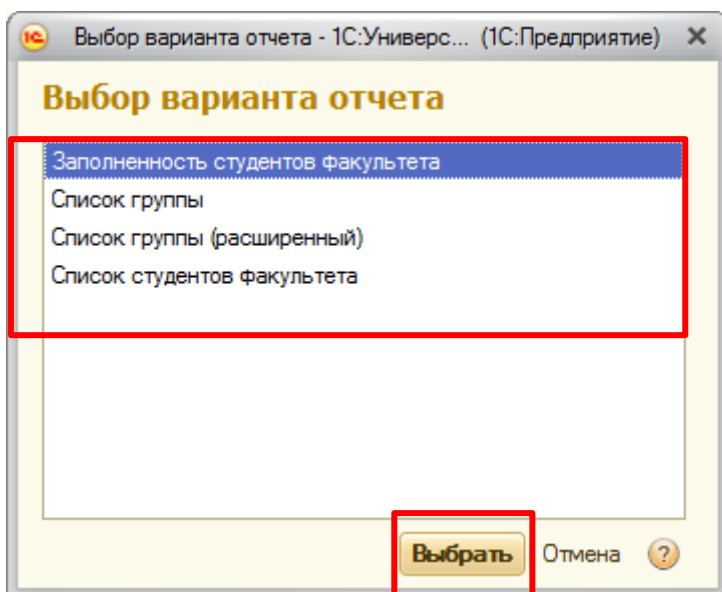 1С Выбор варианта отчета - 1С:Универс... (1С:Предприятие)
Выбор варианта отчета
Заполненность студентов факультета
Список группы
Список группы (расширенный)
Список студентов факультета
Выбрать Отмена ?